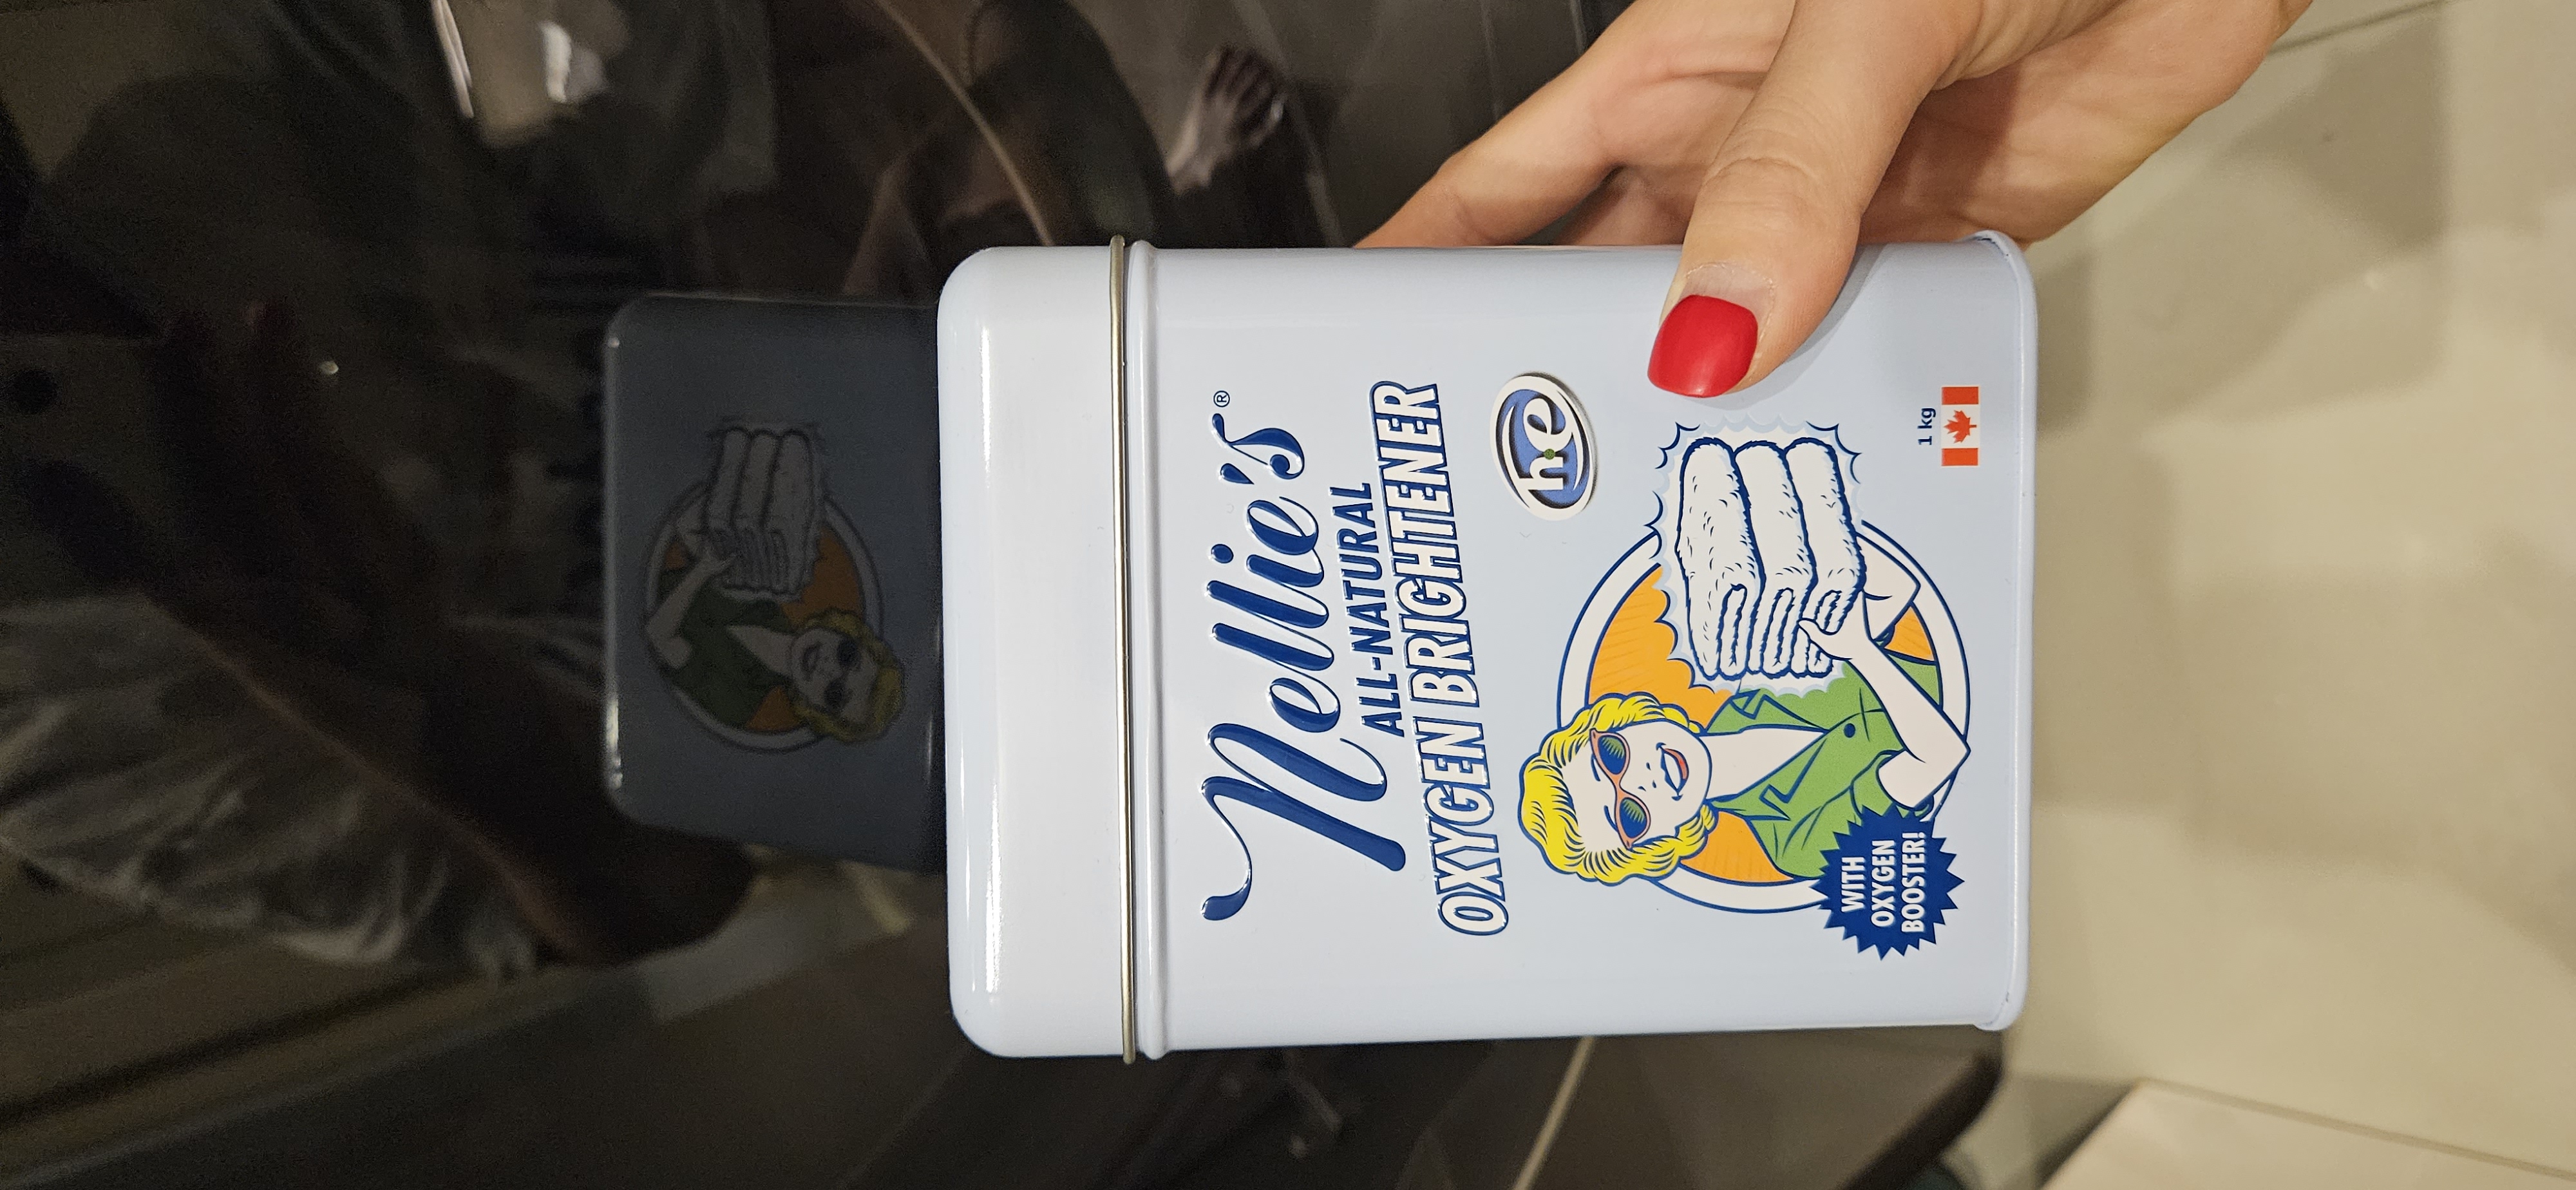 Nellie's®
ALL-NATURAL
OXYGEN BRIGHTENER
he
WITH
OXYGEN
BOOSTER!
1 kg